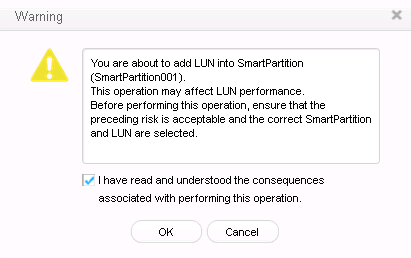 Warning
You are about to add LUN into SmartPartition
(SmartPartition001).
This operation may affect LUN performance.
Before performing this operation, ensure that the
preceding risk is acceptable and the correct SmartPartition
and LUN are selected.
I have read and understood the consequences
associated with performing this operation.
OK
Cancel